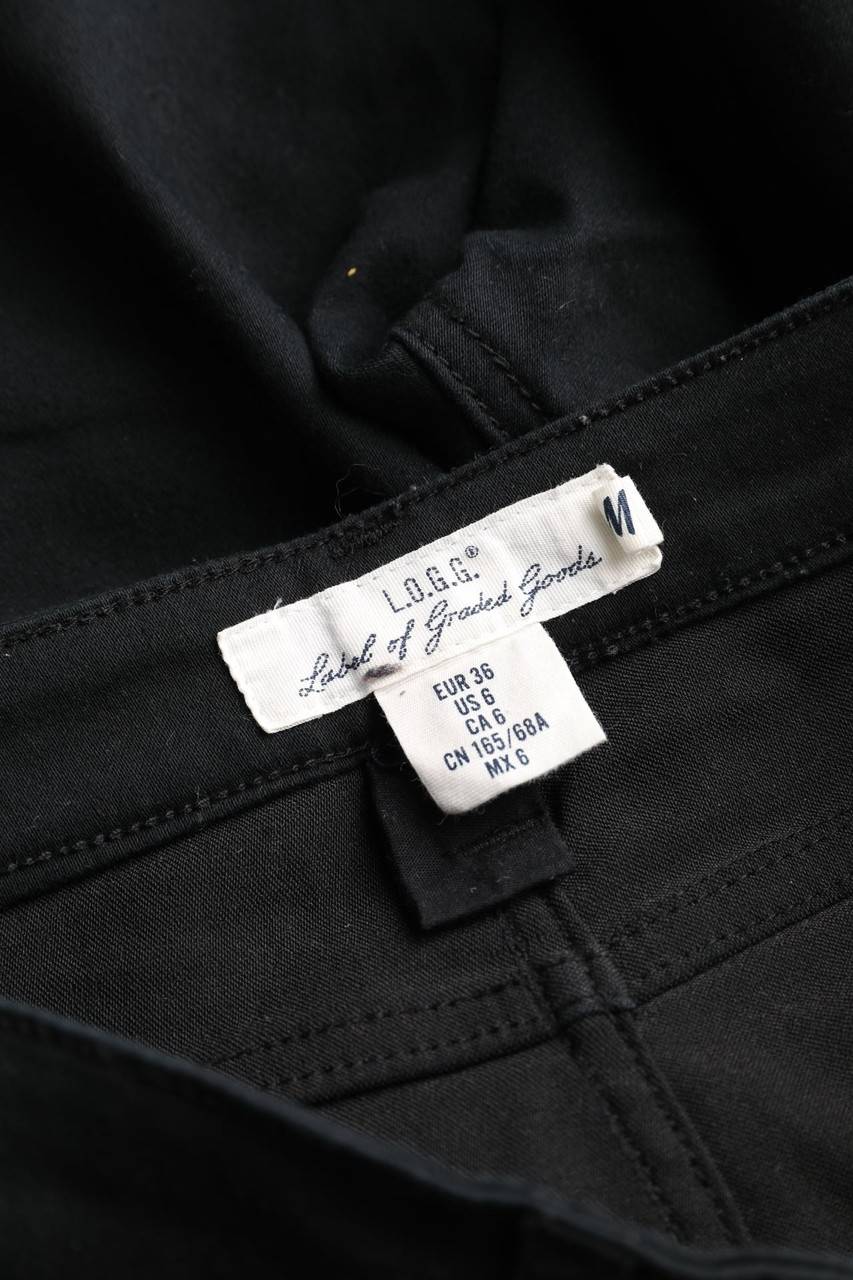 M
L.O.G.G.®
Label of Graded Goods
EUR 36
US 6
CA 6
CN 165/68A
MX 6